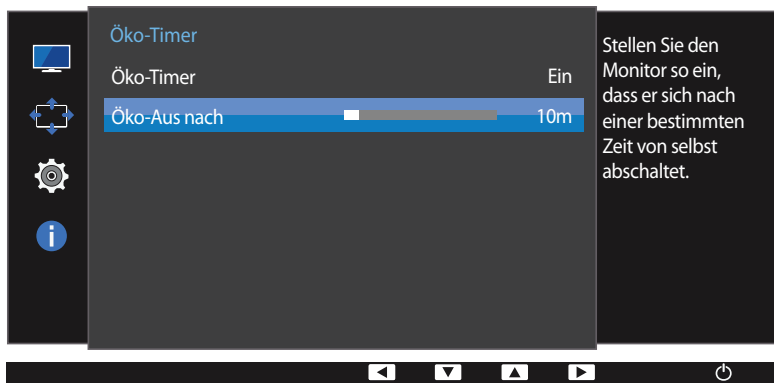 Öko-Timer
Öko-Timer Ein
Öko-Aus nach 10m
Stellen Sie den
Monitor so ein,
dass er sich nach
einer bestimmten
Zeit von selbst
abschaltet.